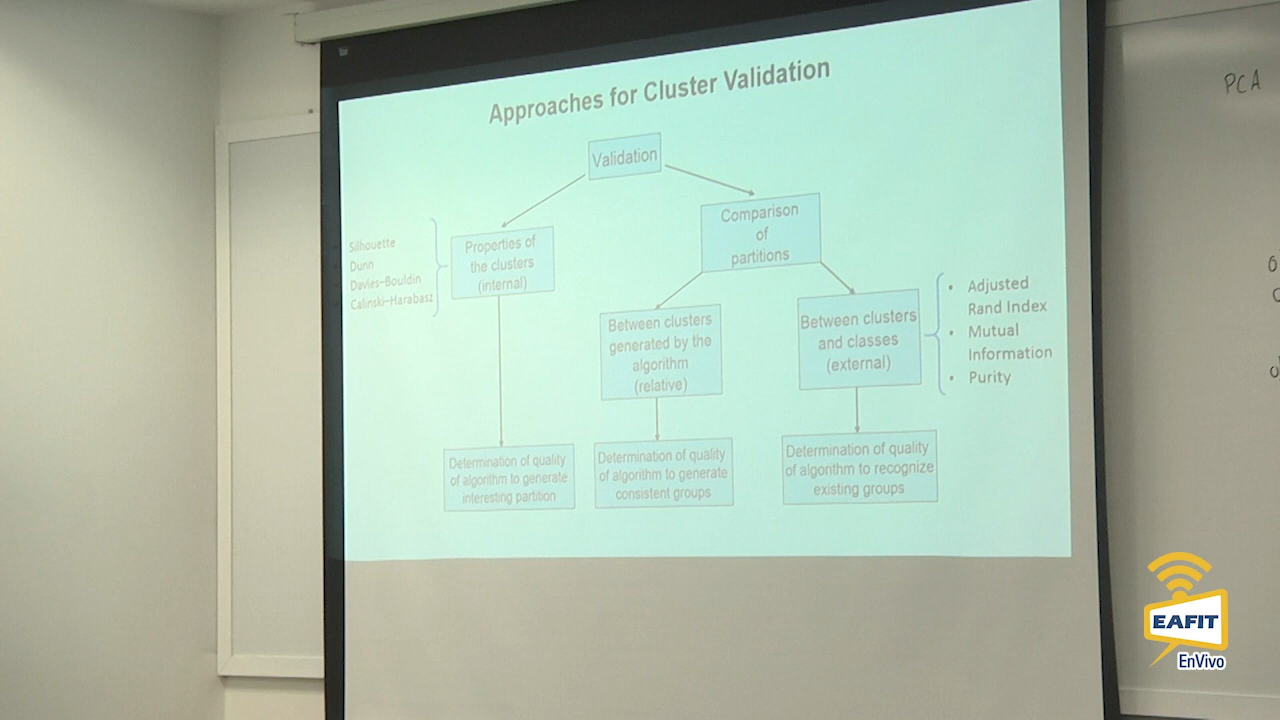 Approaches for Cluster Validation
Validation
Properties of
the clusters
(internal)
Silhouette
Dunn
Davies–Bouldin
Calinski–Harabasz
Comparison
of
partitions
Between clusters
generated by the
algorithm
(relative)
Between clusters
and classes
(external)
• Adjusted
Rand Index
• Mutual
Information
• Purity
Determination of quality
of algorithm to generate
interesting partition
Determination of quality
of algorithm to generate
consistent groups
Determination of quality
of algorithm to recognize
existing groups
PCA
EAFIT
EnVivo